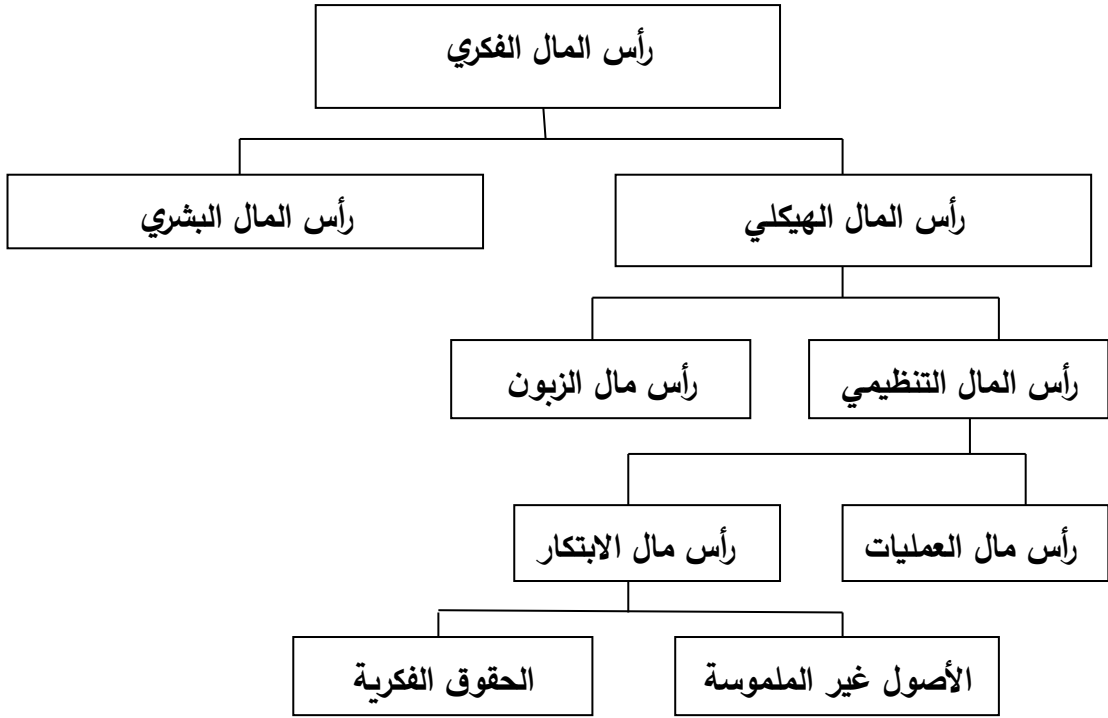 رأس المال الفكري
رأس المال الهيكلي
رأس المال البشري
رأس المال التنظيمي
رأس مال الزبون
رأس مال العمليات
رأس مال الابتكار
الأصول غير الملموسة
الحقوق الفكرية